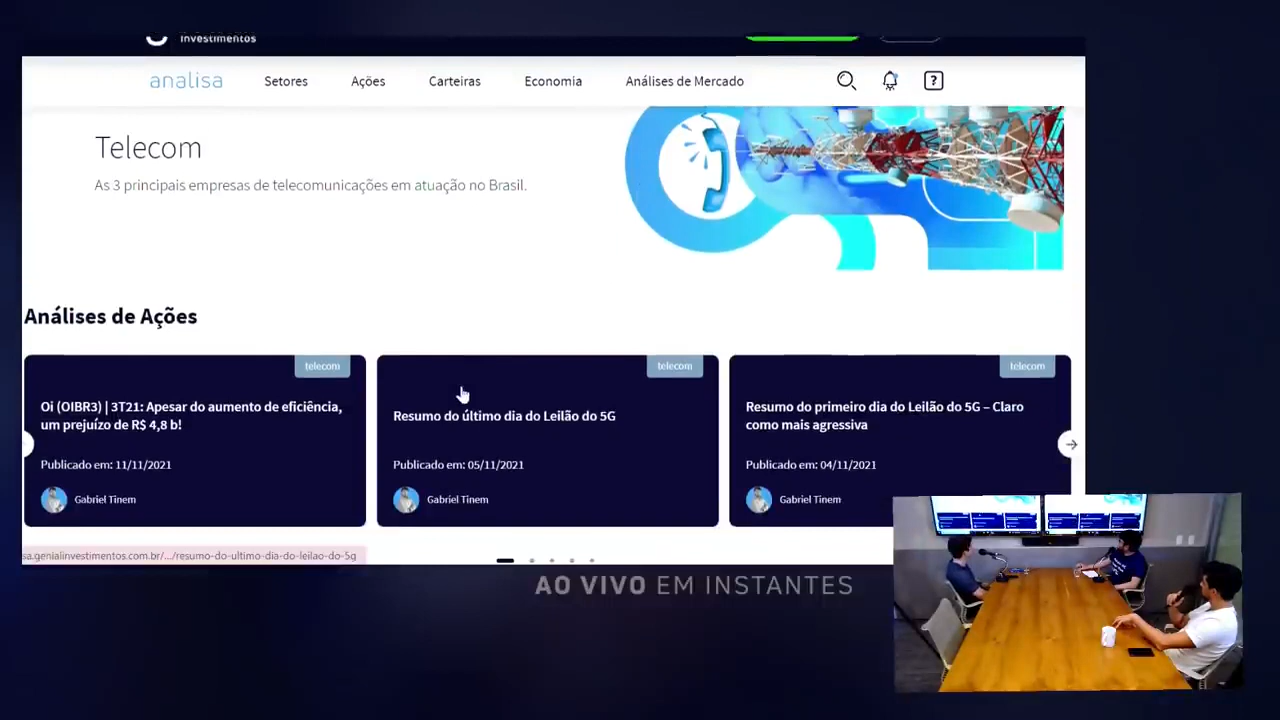 investimentos
analisa Setores Ações Carteiras Economia Análises de Mercado ?
Telecom
As 3 principais empresas de telecomunicações em atuação no Brasil.
Análises de Ações
telecom
Oi (OIBR3) | 3T21: Apesar do aumento de eficiência,
um prejuízo de R$ 4,8 b!
Publicado em: 11/11/2021
Gabriel Tinem
telecom
Resumo do último dia do Leilão do 5G
Publicado em: 05/11/2021
Gabriel Tinem
telecom
Resumo do primeiro dia do Leilão do 5G – Claro
como mais agressiva
Publicado em: 04/11/2021
Gabriel Tinem
sa.genialinvestimentos.com.br/.../resumo-do-ultimo-dia-do-leilao-do-5g
AO VIVO EM INSTANTES